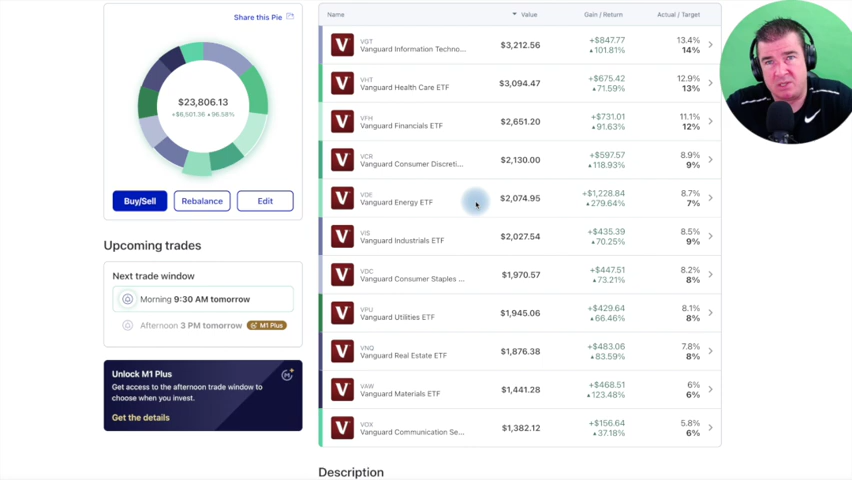 Share this Pie
$23,806.13
+$6,501.36 ▲96.58%
Buy/Sell
Rebalance
Edit
Upcoming trades
Next trade window
Morning 9:30 AM tomorrow
Afternoon 3 PM tomorrow
M1 Plus
Unlock M1 Plus
Get access to the afternoon trade window to
choose when you invest.
Get the details
Name
Value
Gain / Return
Actual / Target
V
VGT
Vanguard Information Techno...
$3,212.56
+$847.77
▲101.81%
13.4%
14%
V
VHT
Vanguard Health Care ETF
$3,094.47
+$675.42
▲71.59%
12.9%
13%
V
VFH
Vanguard Financials ETF
$2,651.20
+$731.01
▲91.63%
11.1%
12%
V
VCR
Vanguard Consumer Discreti...
$2,130.00
+$597.57
▲118.93%
8.9%
9%
V
VDE
Vanguard Energy ETF
$2,074.95
+$1,228.84
▲279.64%
8.7%
7%
V
VIS
Vanguard Industrials ETF
$2,027.54
+$435.39
▲70.25%
8.5%
9%
V
VDC
Vanguard Consumer Staples ...
$1,970.57
+$447.51
▲73.21%
8.2%
8%
V
VPU
Vanguard Utilities ETF
$1,945.06
+$429.64
▲66.46%
8.1%
8%
V
VNQ
Vanguard Real Estate ETF
$1,876.38
+$483.06
▲83.59%
7.8%
8%
V
VAW
Vanguard Materials ETF
$1,441.28
+$468.51
▲123.48%
6%
6%
V
VOX
Vanguard Communication Se...
$1,382.12
+$156.64
▲37.18%
5.8%
6%
Description